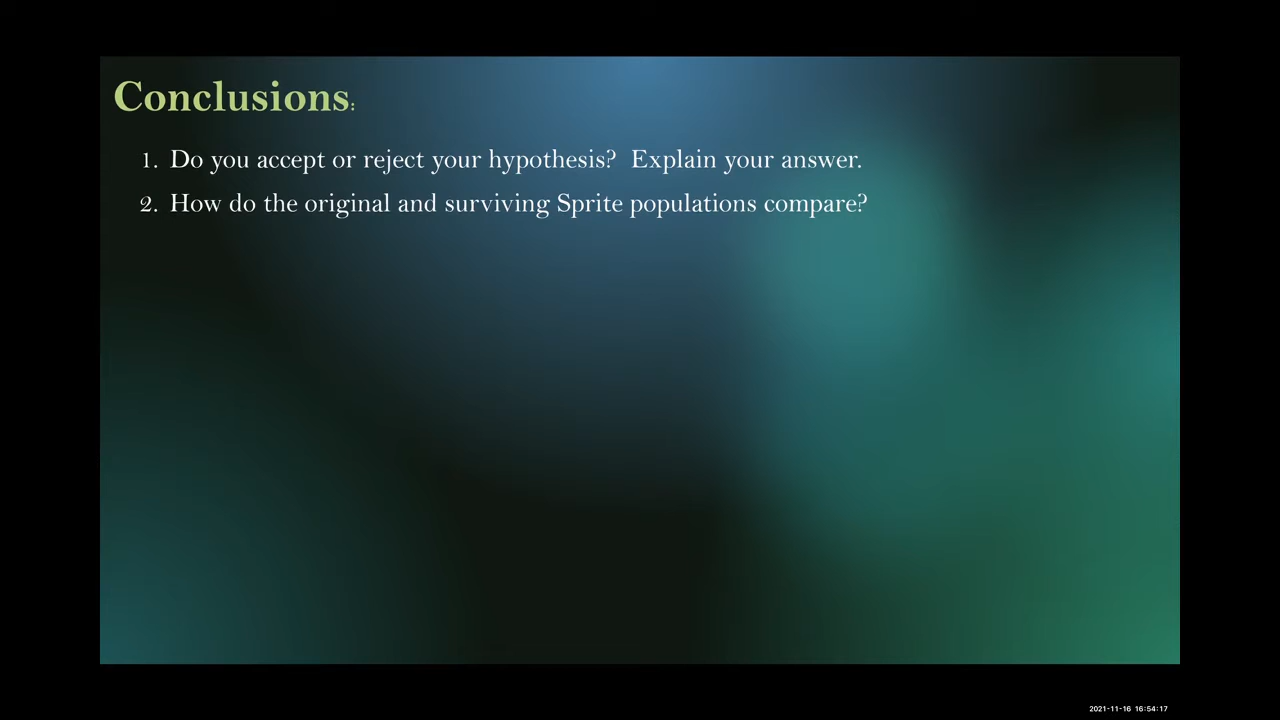 Conclusions:
1. Do you accept or reject your hypothesis?  Explain your answer.
2. How do the original and surviving Sprite populations compare?
2021-11-16 16:54:17